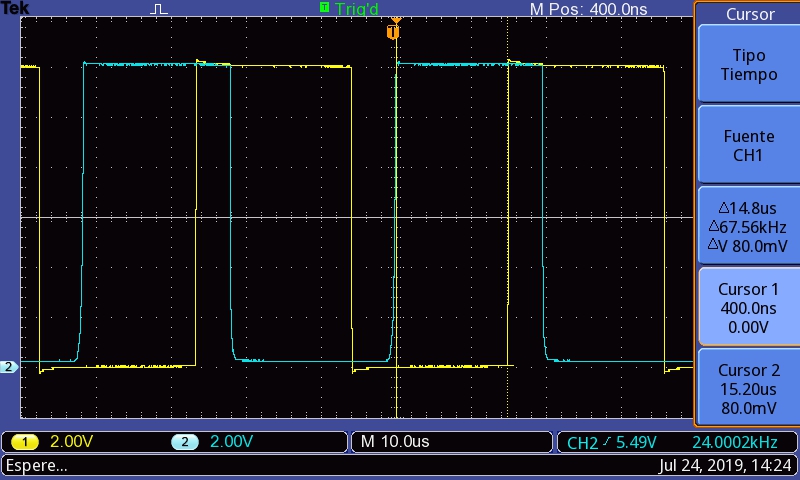 Tek T Trig'd M Pos: 400.0ns
T
Cursor
Tipo
Tiempo
Fuente
CH1
△14.8us
△67.56kHz
△V 80.0mV
Cursor 1
400.0ns
0.00V
Cursor 2
15.20us
80.0mV
2
1 2.00V 2 2.00V M 10.0us CH2 5.49V 24.0002kHz
Espere... Jul 24, 2019, 14:24